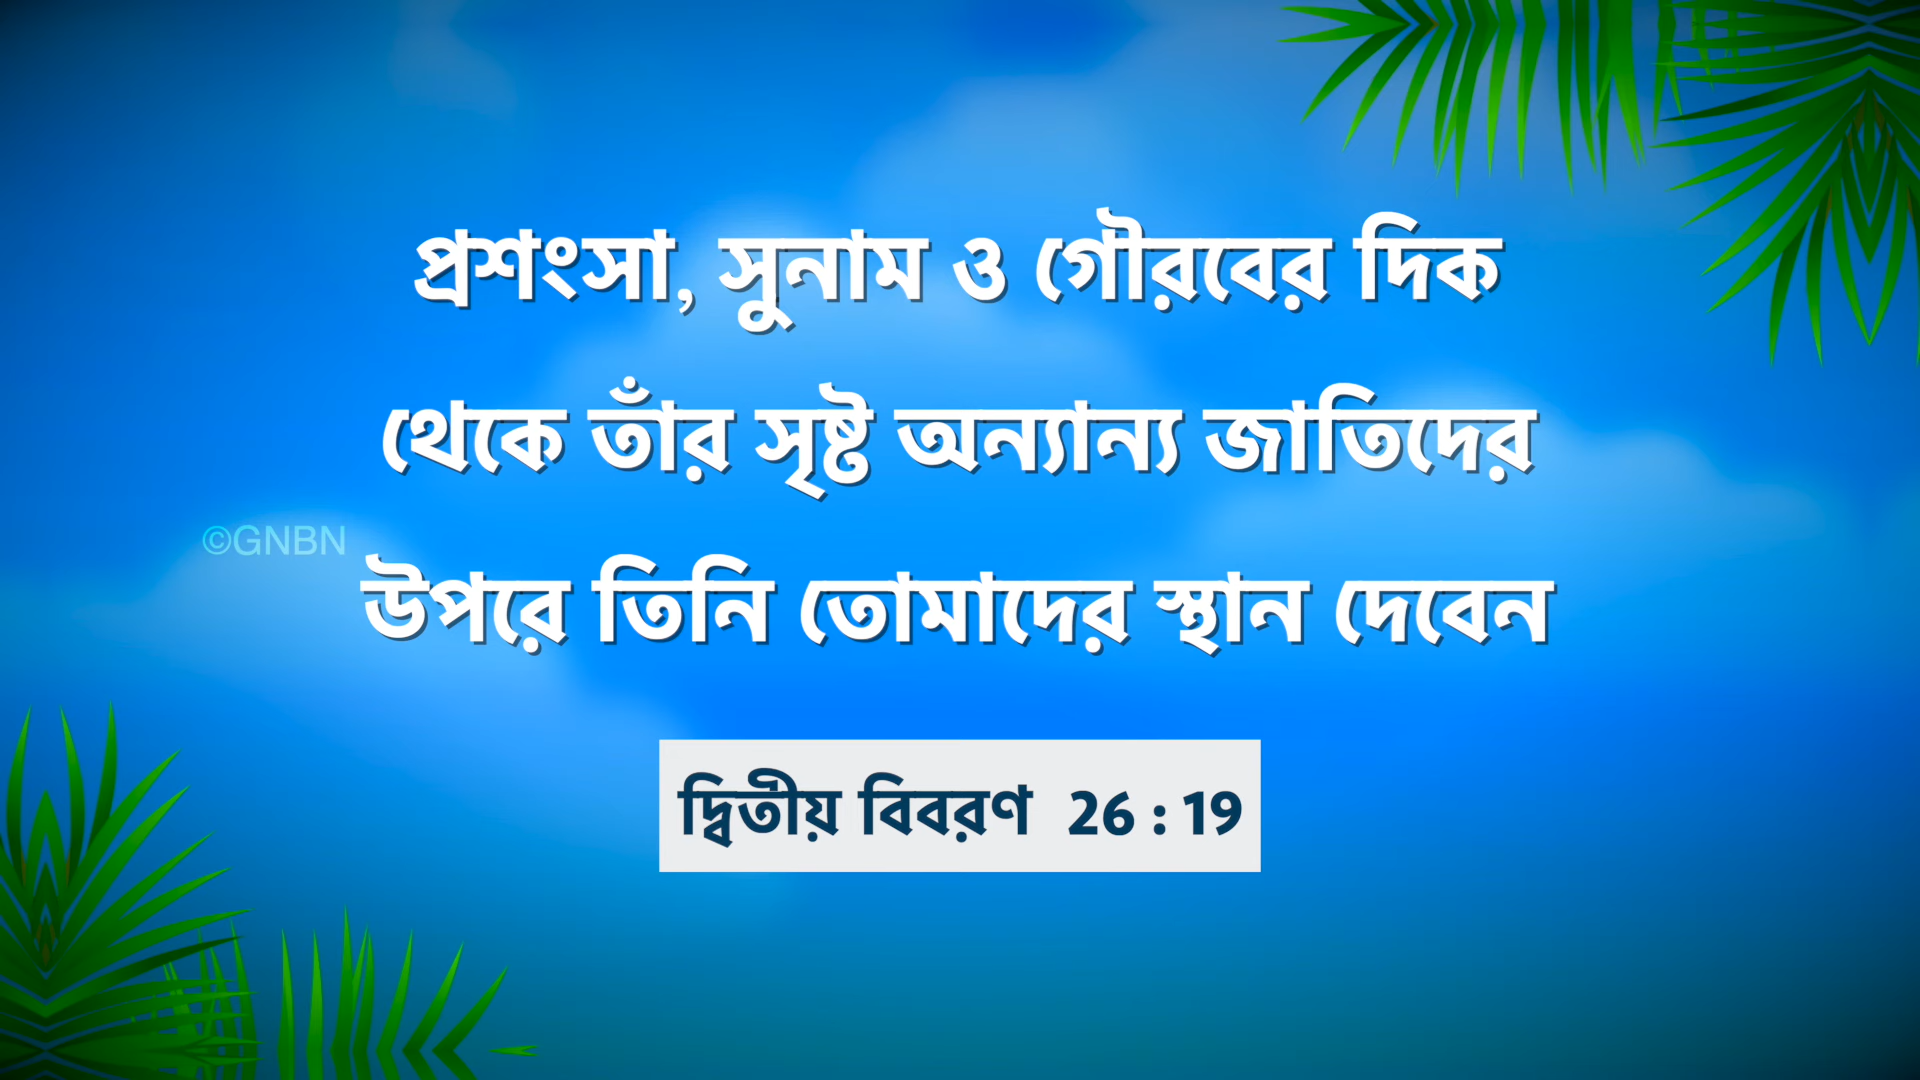 প্রশংসা, সুনাম ও গৌরবের দিক
থেকে তাঁর সৃষ্ট অন্যান্য জাতিদের
©GNBN
উপরে তিনি তোমাদের স্থান দেবেন
দ্বিতীয় বিবরণ 26 : 19